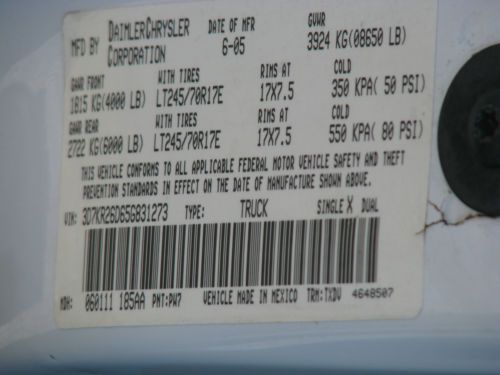 MFD BY DAIMLERCHRYSLER CORPORATION DATE OF MFR 6-05 GVWR 3924 KG(08650 LB)
GAWR FRONT WITH TIRES RIMS AT COLD
1815 KG(4000 LB) LT245/70R17E 17X7.5 350 KPA( 50 PSI)
GAWR REAR WITH TIRES RIMS AT COLD
2722 KG(6000 LB) LT245/70R17E 17X7.5 550 KPA( 80 PSI)
THIS VEHICLE CONFORMS TO ALL APPLICABLE FEDERAL MOTOR VEHICLE SAFETY AND THEFT
PREVENTION STANDARDS IN EFFECT ON THE DATE OF MANUFACTURE SHOWN ABOVE.
VIN: 3D7KR26D65G831273 TYPE: TRUCK SINGLE X DUAL
MDH: 060111 185AA PNT:PW7 VEHICLE MADE IN MEXICO TRM:TXDV 4648507